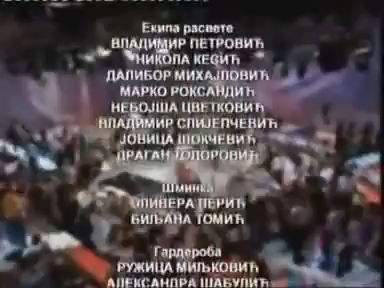 Екипа расвете
ВЛАДИМИР ПЕТРОВИЋ
НИКОЛА КЕСИЋ
ДАЛИБОР МИХАЈЛОВИЋ
МАРКО РОКСАНДИЋ
НЕБОЈША ЦВЕТКОВИЋ
ВЛАДИМИР СЛИЈЕПЧЕВИЋ
ЈОВИЦА ШОКЧЕВИЋ
ДРАГАН ТОДОРОВИЋ
Шминка
ОЛИВЕРА ПЕРИЋ
БИЉАНА ТОМИЋ
Гардероба
РУЖИЦА МИЉКОВИЋ
АЛЕКСАНДРА ШАБУЛИЋ